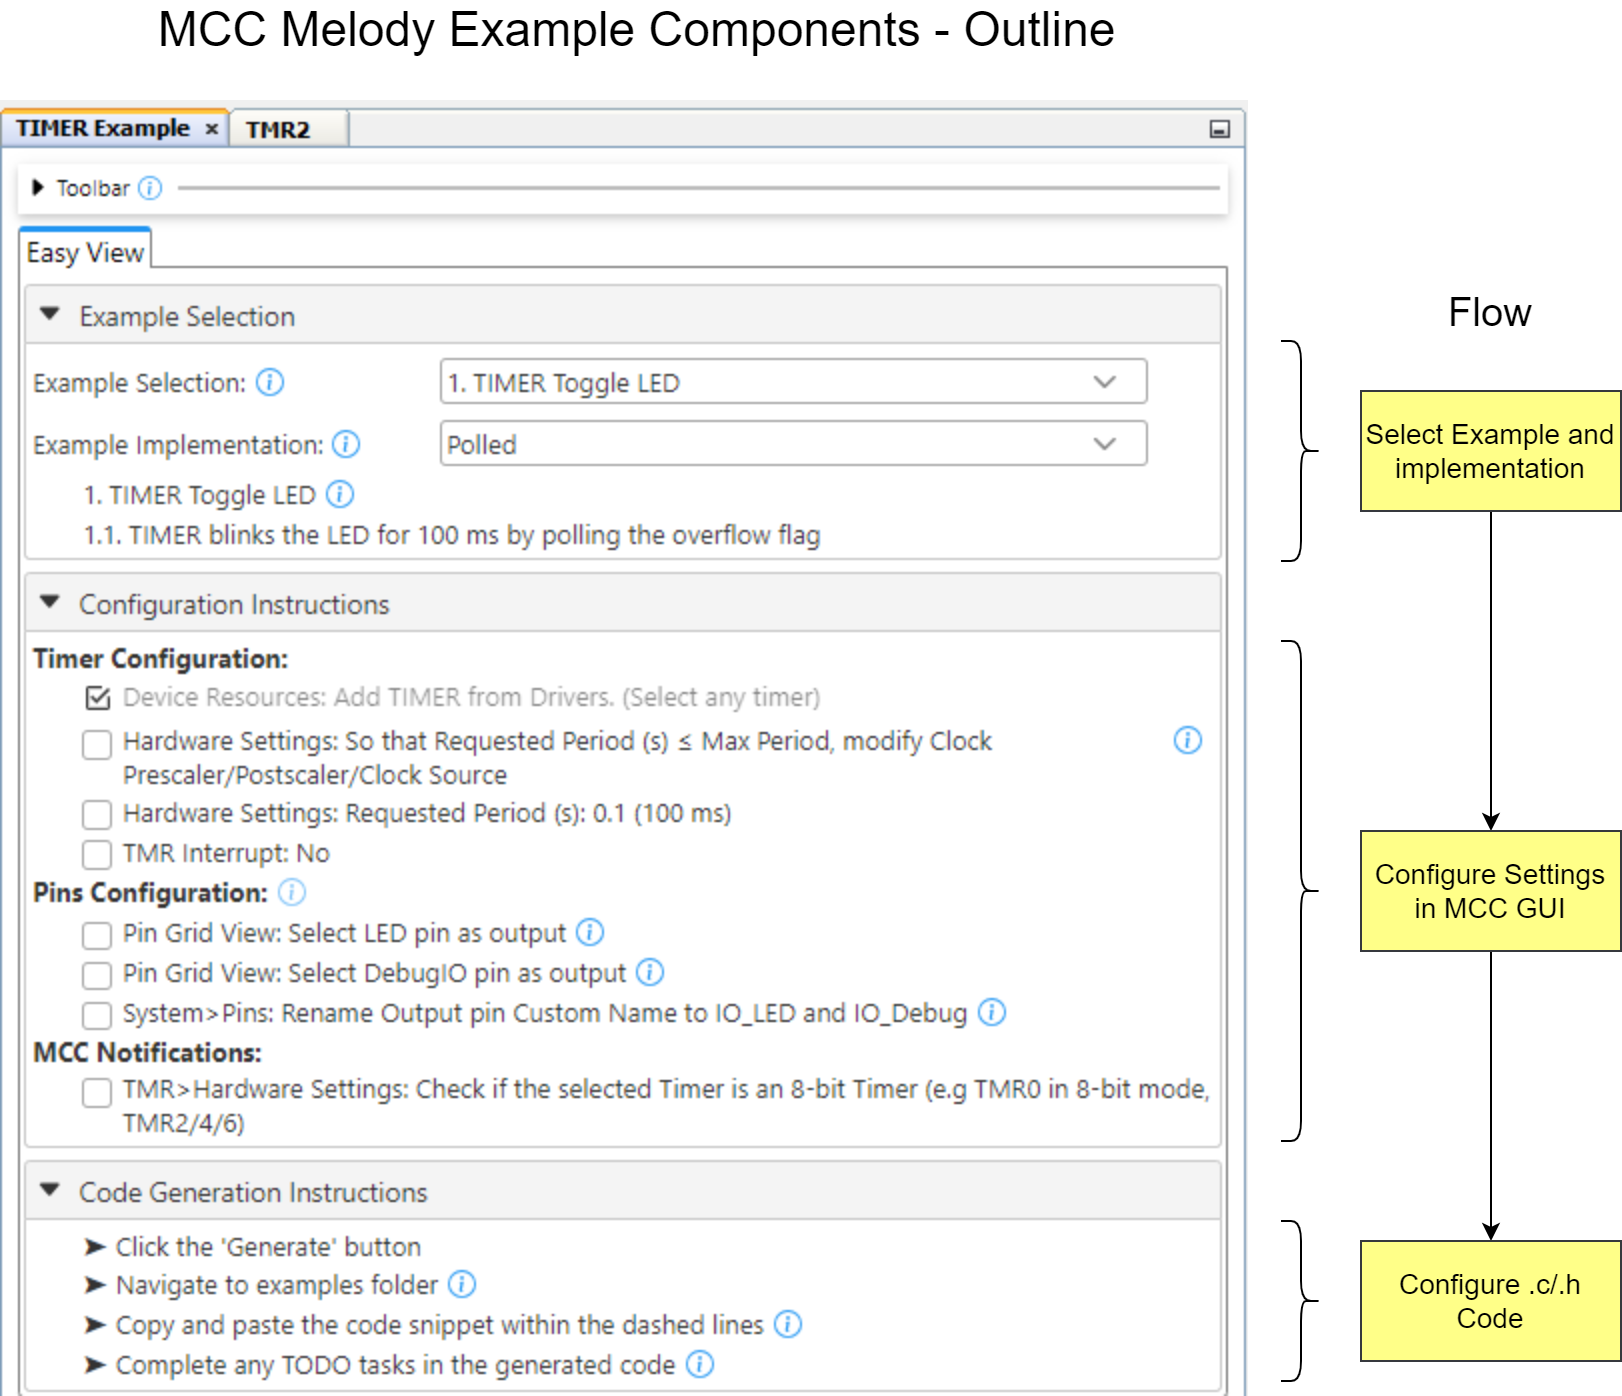 MCC Melody Example Components - Outline
TIMER Example ×
TMR2
Toolbar
Easy View
Example Selection
Example Selection:
1. TIMER Toggle LED
Example Implementation:
Polled
1. TIMER Toggle LED
1.1. TIMER blinks the LED for 100 ms by polling the overflow flag
Configuration Instructions
Timer Configuration:
Device Resources: Add TIMER from Drivers. (Select any timer)
Hardware Settings: So that Requested Period (s) ≤ Max Period, modify Clock
Prescaler/Postscaler/Clock Source
Hardware Settings: Requested Period (s): 0.1 (100 ms)
TMR Interrupt: No
Pins Configuration:
Pin Grid View: Select LED pin as output
Pin Grid View: Select DebugIO pin as output
System>Pins: Rename Output pin Custom Name to IO_LED and IO_Debug
MCC Notifications:
TMR>Hardware Settings: Check if the selected Timer is an 8-bit Timer (e.g TMR0 in 8-bit mode,
TMR2/4/6)
Code Generation Instructions
➤ Click the 'Generate' button
➤ Navigate to examples folder
➤ Copy and paste the code snippet within the dashed lines
➤ Complete any TODO tasks in the generated code
Flow
Select Example and
implementation
Configure Settings
in MCC GUI
Configure .c/.h
Code